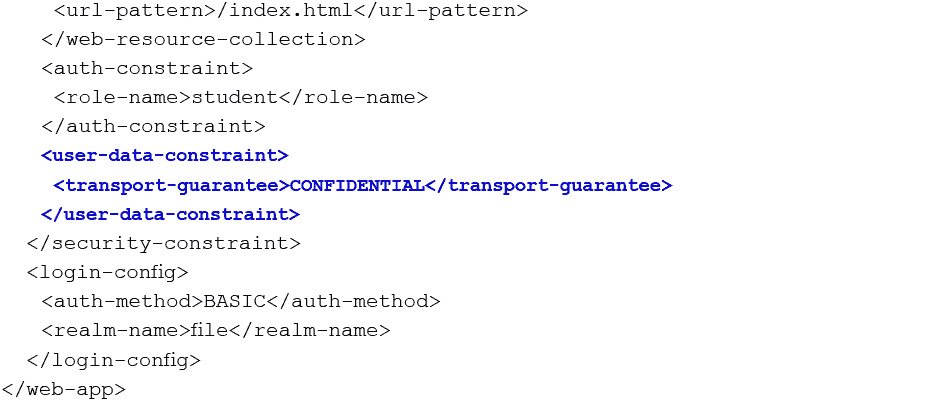 <url-pattern>/index.html</url-pattern>
</web-resource-collection>
<auth-constraint>
<role-name>student</role-name>
</auth-constraint>
<user-data-constraint>
<transport-guarantee>CONFIDENTIAL</transport-guarantee>
</user-data-constraint>
</security-constraint>
<login-config>
<auth-method>BASIC</auth-method>
<realm-name>file</realm-name>
</login-config>
</web-app>